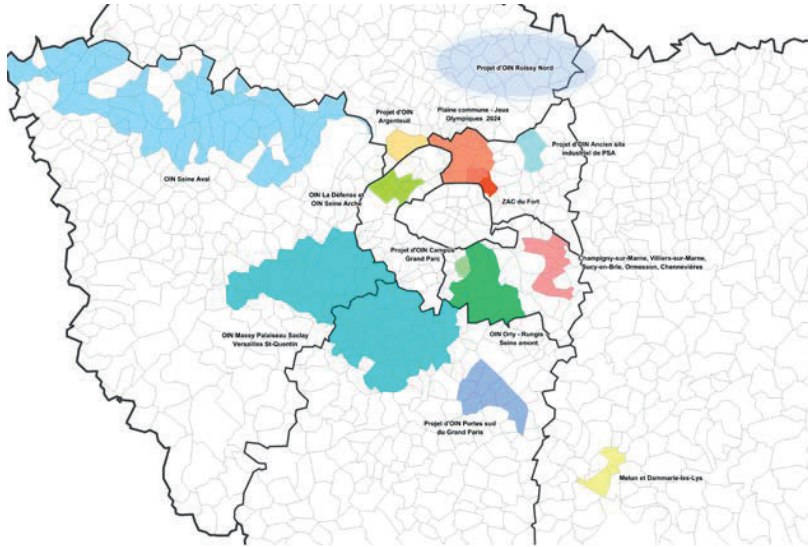 Projet d'OIN Roissy Nord
Projet d'OIN
Argenteuil
Plaine commune - Jeux
Olympiques 2024
Projet d'OIN Ancien site
industriel de PSA
OIN Seine Aval
OIN La Défense et
OIN Seine Arche
ZAC du Fort
Projet d'OIN Campus
Grand Parc
Champigny-sur-Marne, Villiers-sur-Marne,
Sucy-en-Brie, Ormesson, Chennevières
OIN Massy Palaiseau Saclay
Versailles St-Quentin
OIN Orly - Rungis -
Seine amont
Projet d'OIN Portes sud
du Grand Paris
Melun et Dammarie-les-Lys